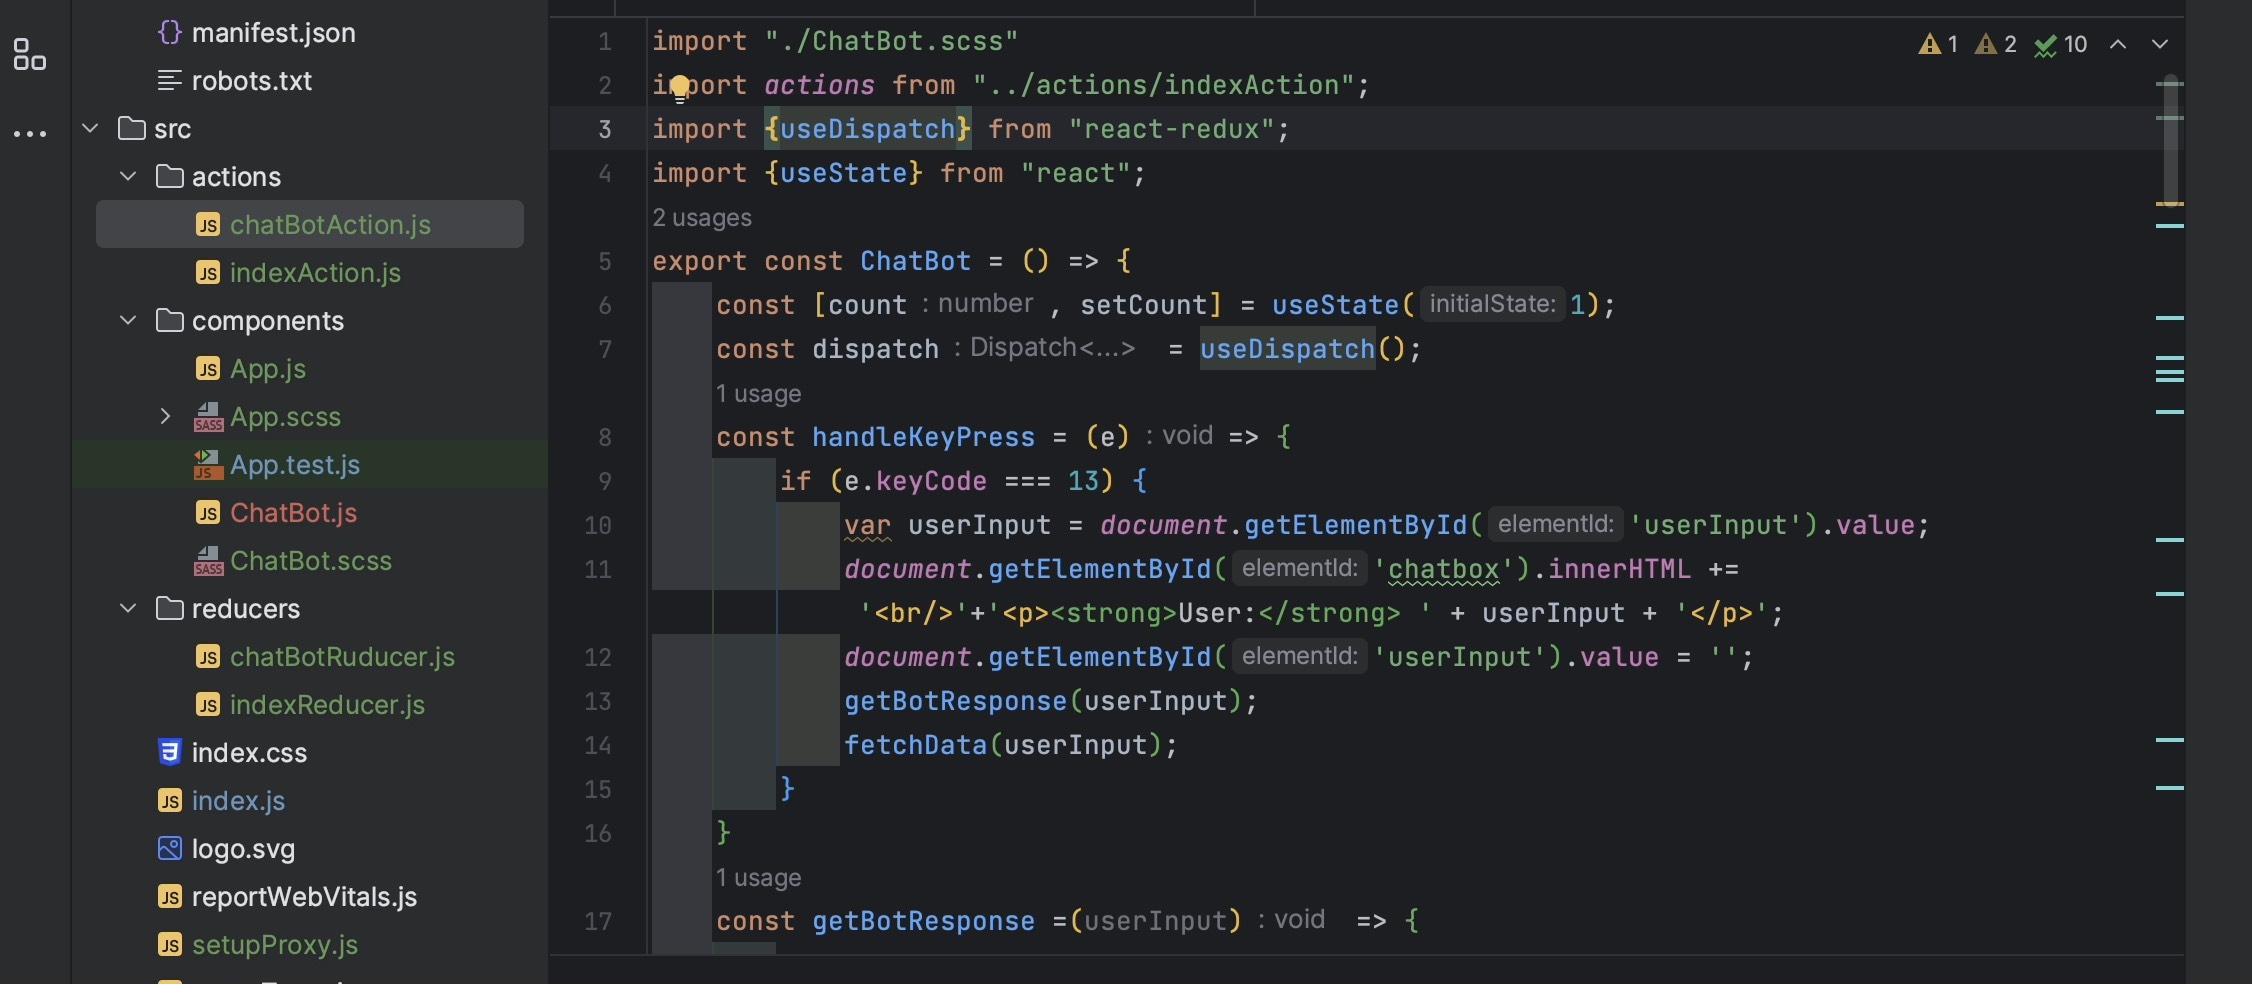 manifest.json
robots.txt
src
actions
chatBotAction.js
indexAction.js
components
App.js
App.scss
App.test.js
ChatBot.js
ChatBot.scss
reducers
chatBotRuducer.js
indexReducer.js
index.css
index.js
logo.svg
reportWebVitals.js
setupProxy.js
1 2 10
1 import "./ChatBot.scss"
2 import actions from "../actions/indexAction";
3 import {useDispatch} from "react-redux";
4 import {useState} from "react";
2 usages
5 export const ChatBot = () => {
6 const [count : number , setCount] = useState( initialState: 1);
7 const dispatch : Dispatch<...> = useDispatch();
1 usage
8 const handleKeyPress = (e) : void => {
9 if (e.keyCode === 13) {
10 var userInput = document.getElementById( elementId: 'userInput').value;
11 document.getElementById( elementId: 'chatbox').innerHTML +=
'<br/>'+'<p><strong>User:</strong> ' + userInput + '</p>';
12 document.getElementById( elementId: 'userInput').value = '';
13 getBotResponse(userInput);
14 fetchData(userInput);
15 }
16 }
1 usage
17 const getBotResponse =(userInput) : void => {